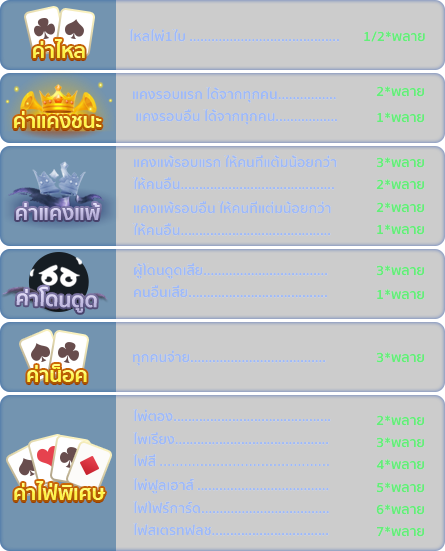 ค่าไหล
ไหลไพ่1ใบ ........................................ 1/2*พลาย
ค่าแคงชนะ
แคงรอบแรก ได้จากทุกคน................ 2*พลาย
แคงรอบอื่น ได้จากทุกคน................. 1*พลาย
ค่าแคงแพ้
แคงแพ้รอบแรก ให้คนที่แต้มน้อยกว่า 3*พลาย
ให้คนอื่น.......................................... 2*พลาย
แคงแพ้รอบอื่น ให้คนที่แต้มน้อยกว่า 2*พลาย
ให้คนอื่น......................................... 1*พลาย
ค่าโดนดูด
ผู้โดนดูดเสีย.................................. 3*พลาย
คนอื่นเสีย...................................... 1*พลาย
ค่าน็อค
ทุกคนจ่าย..................................... 3*พลาย
ค่าไพ่พิเศษ
ไพ่ตอง........................................... 2*พลาย
ไพ่เรียง.......................................... 3*พลาย
ไพ่สี .............................................. 4*พลาย
ไพ่ฟูลเฮาส์ .................................... 5*พลาย
ไพ่โฟร์การ์ด................................... 6*พลาย
ไพ่สเตรทฟลัช................................ 7*พลาย